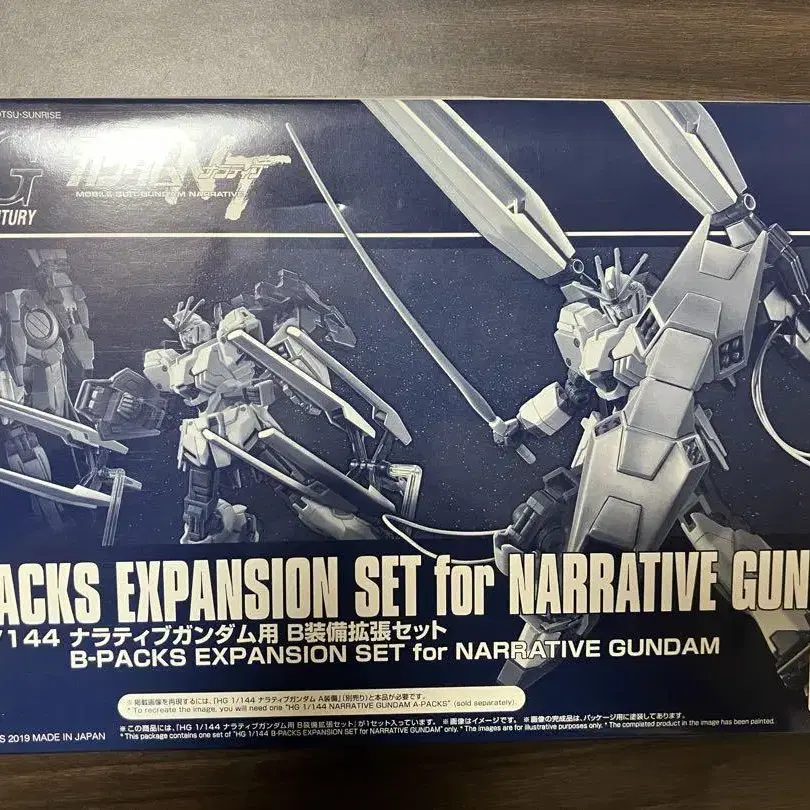 OTSU・SUNRISE
G
MOBILE SUIT GUNDAM NARRATIVE
TURY
ACKS EXPANSION SET for NARRATIVE GUN
/144 ナラティブガンダム用 B装備拡張セット
B-PACKS EXPANSION SET for NARRATIVE GUNDAM
※掲載画像を再現するには、「HG 1/144 ナラティブガンダム A装備」(別売り)と本品が必要です。
* To recreate the image, you will need one "HG 1/144 NARRATIVE GUNDAM A-PACKS" (sold separately).
※この商品には、「HG 1/144 ナラティブガンダム用 B装備拡張セット」が1セット入っています。 ※画像はイメージです。 ※画像の完成品は、パッケージ用に塗装してあります。
* This package contains one set of "HG 1/144 B-PACKS EXPANSION SET for NARRATIVE GUNDAM" only. * The images are for illustrative purposes only. * The completed product in the image has been painted.
S 2019 MADE IN JAPAN